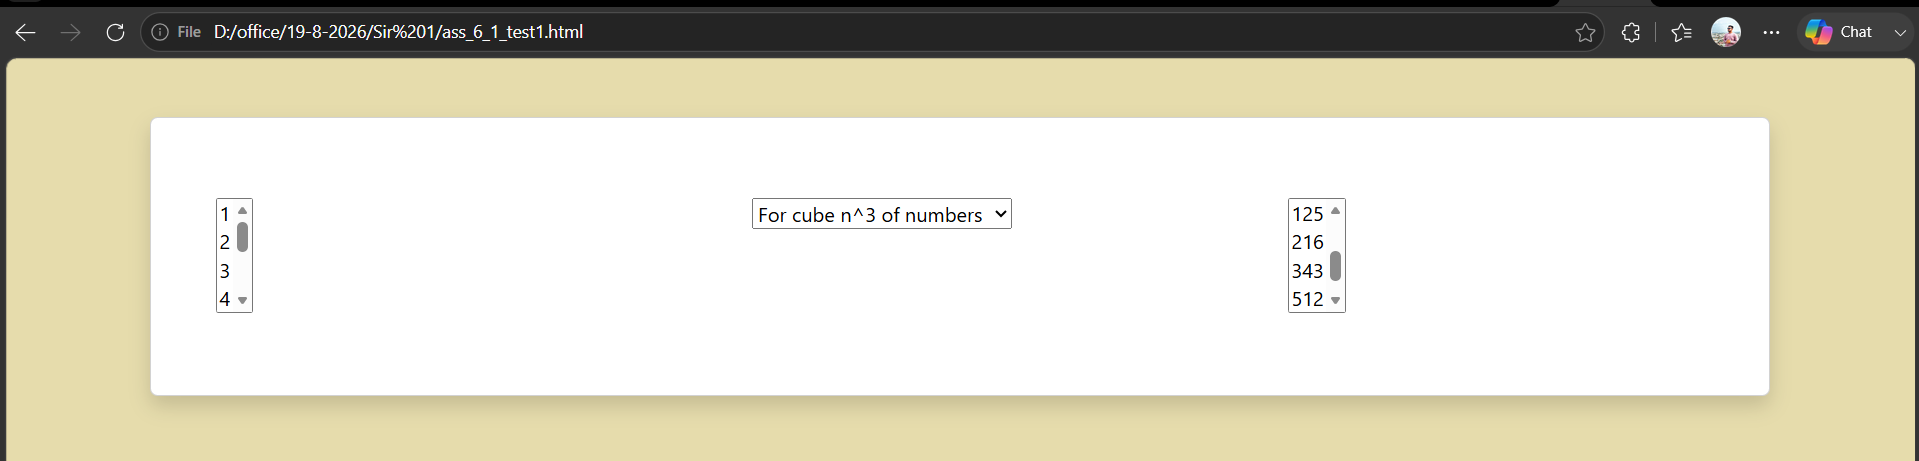 File D:/office/19-8-2026/Sir%201/ass_6_1_test1.html
Chat
1
2
3
4
For cube n^3 of numbers
125
216
343
512